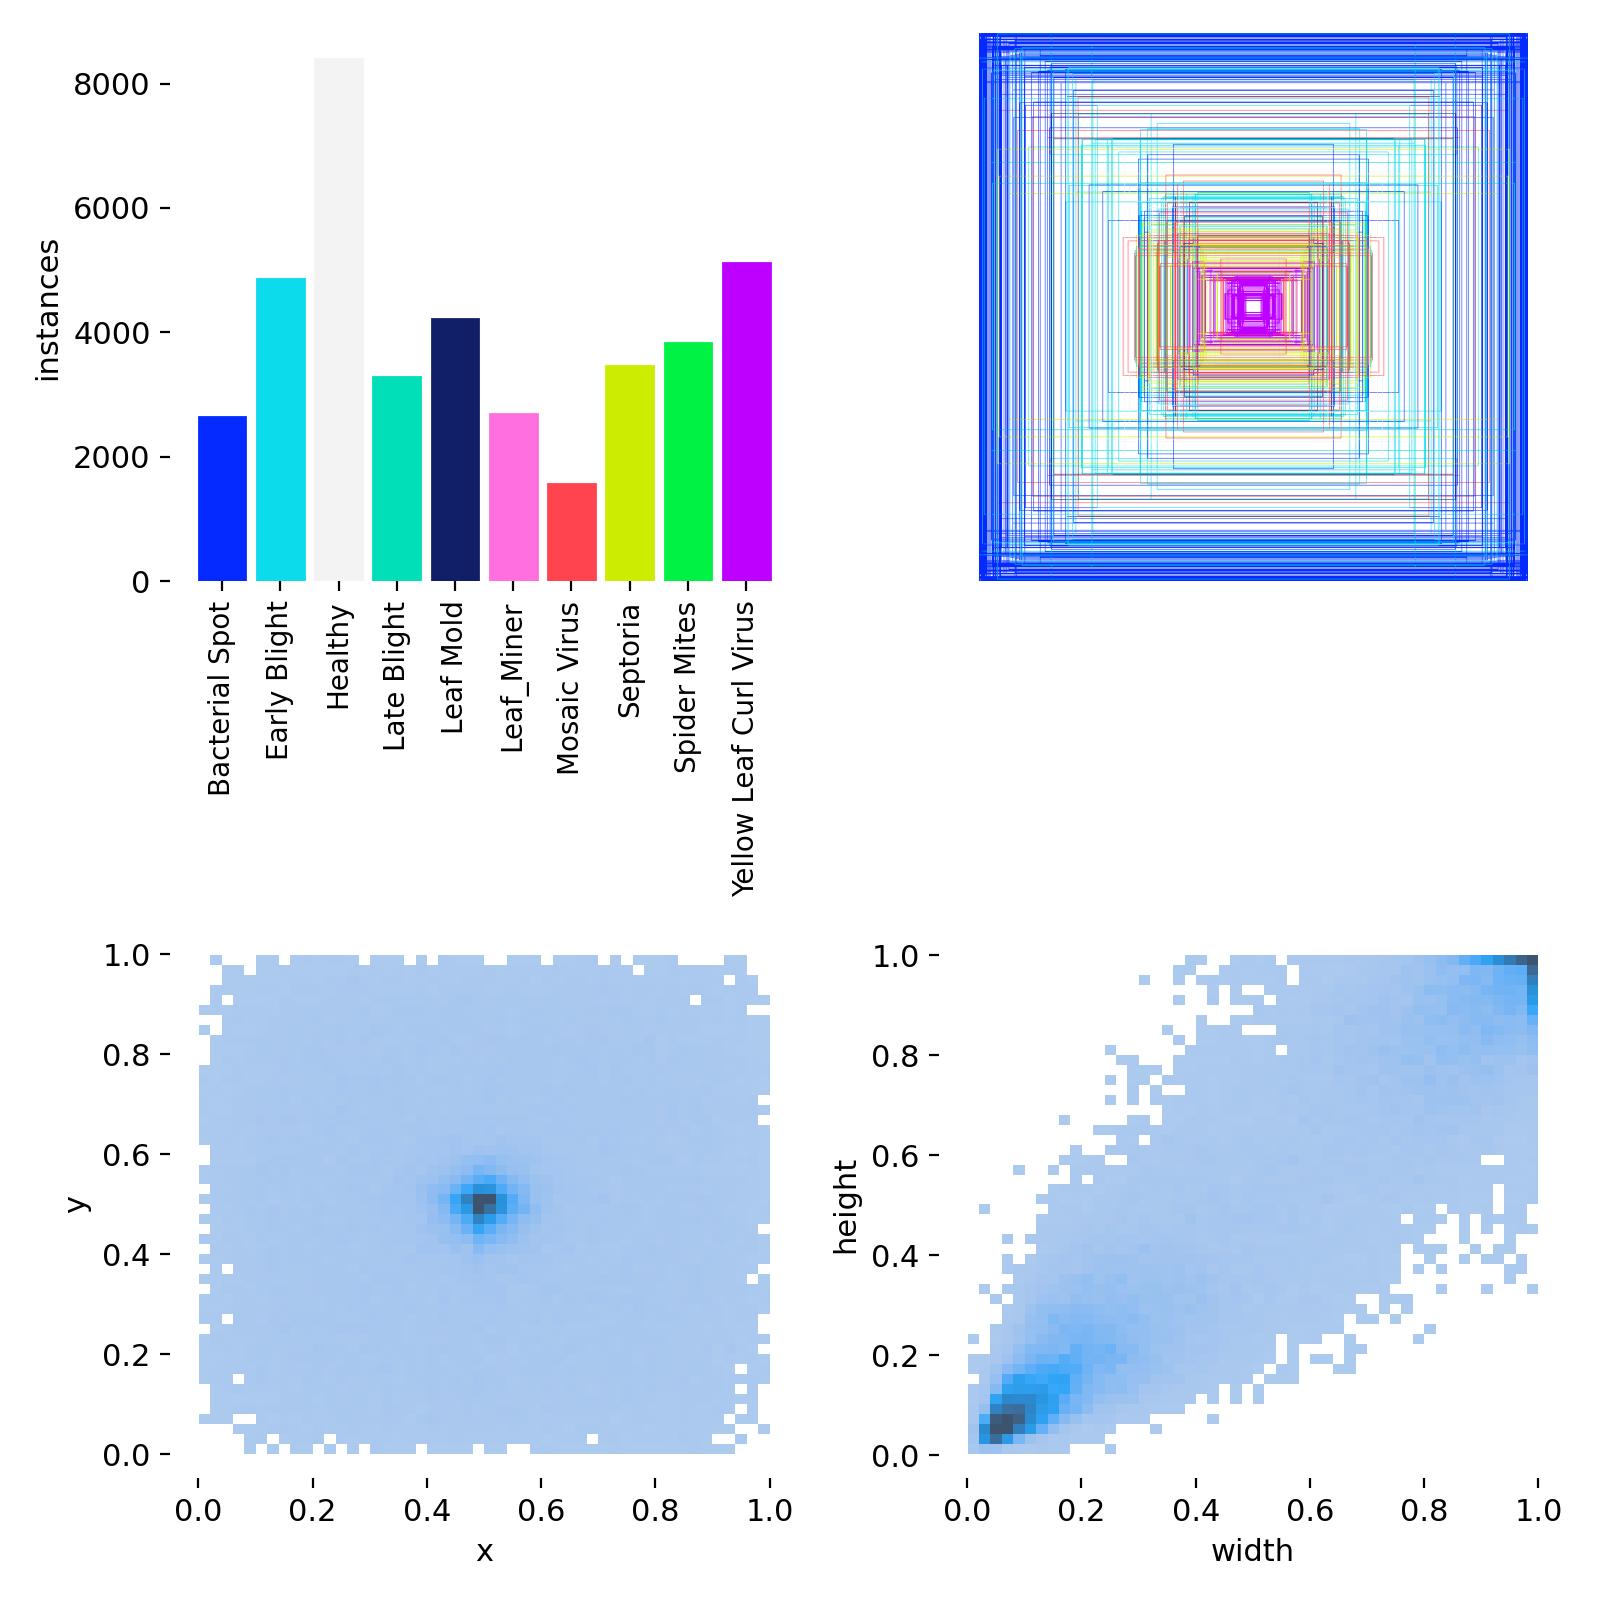 instances
8000
6000
4000
2000
0
Bacterial Spot
Early Blight
Healthy
Late Blight
Leaf Mold
Leaf_Miner
Mosaic Virus
Septoria
Spider Mites
Yellow Leaf Curl Virus
y
1.0
0.8
0.6
0.4
0.2
0.0
0.0 0.2 0.4 0.6 0.8 1.0
x
height
1.0
0.8
0.6
0.4
0.2
0.0
0.0 0.2 0.4 0.6 0.8 1.0
width